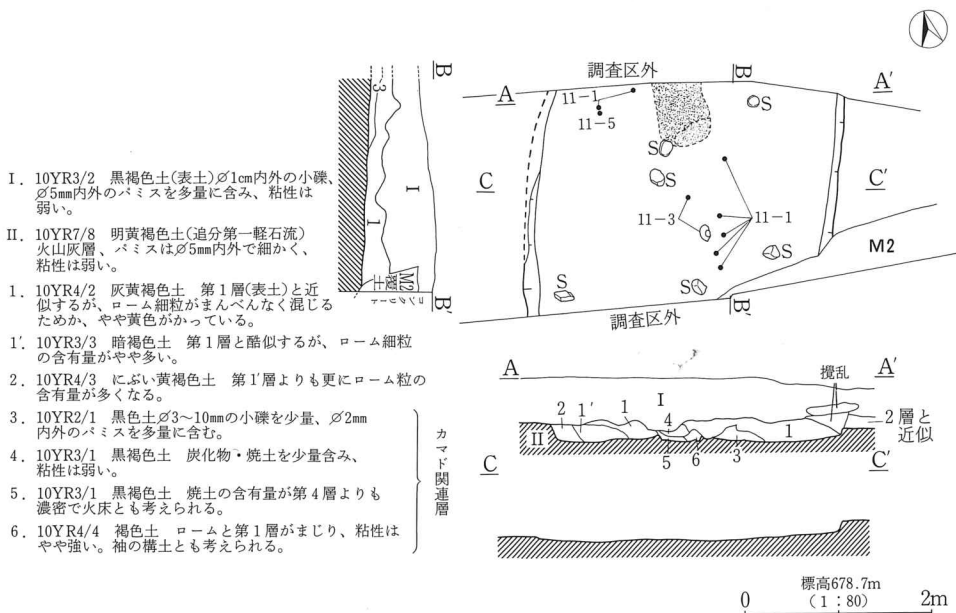 I. 10YR3/2 黒褐色土(表土)∅1cm内外の小礫、
∅5mm内外のパミスを多量に含み、粘性は
弱い。
II. 10YR7/8 明黄褐色土(追分第一軽石流)
火山灰層、パミスは∅5mm内外で細かく、
粘性は弱い。
1. 10YR4/2 灰黄褐色土 第1層(表土)と近
似するが、ローム細粒がまんべんなく混じる
ためか、やや黄色がかっている。
1′. 10YR3/3 暗褐色土 第1層と酷似するが、ローム細粒
の含有量がやや多い。
2. 10YR4/3 にぶい黄褐色土 第1′層よりも更にローム粒の
含有量が多くなる。
3. 10YR2/1 黒色土∅3〜10mmの小礫を少量、∅2mm
内外のパミスを多量に含む。
4. 10YR3/1 黒褐色土 炭化物・焼土を少量含み、
粘性は弱い。
5. 10YR3/1 黒褐色土 焼土の含有量が第4層よりも
濃密で火床とも考えられる。
6. 10YR4/4 褐色土 ロームと第1層がまじり、粘性は
やや強い。袖の構土とも考えられる。
カマド関連層
B
3
I
1
M2
覆土
コンクリート
B′
調査区外
A
B
A′
11-1
11-5
S
S
S
C
C′
11-3
11-1
S
M2
S
S
B′
調査区外
A
A′
攪乱
I
2
1′
1
4
1
2層と
近似
II
5
6
3
C
C′
標高678.7m
0
(1:80)
2m